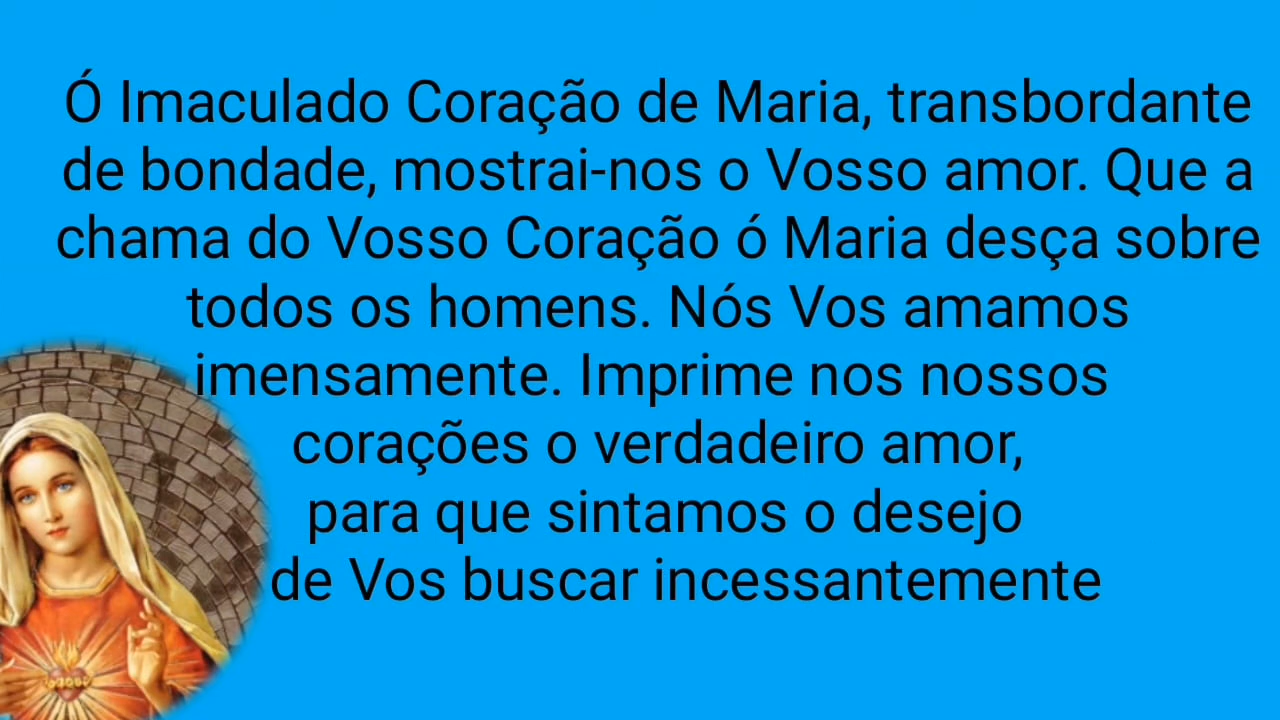 Ó Imaculado Coração de Maria, transbordante
de bondade, mostrai-nos o Vosso amor. Que a
chama do Vosso Coração ó Maria desça sobre
todos os homens. Nós Vos amamos
imensamente. Imprime nos nossos
corações o verdadeiro amor,
para que sintamos o desejo
de Vos buscar incessantemente